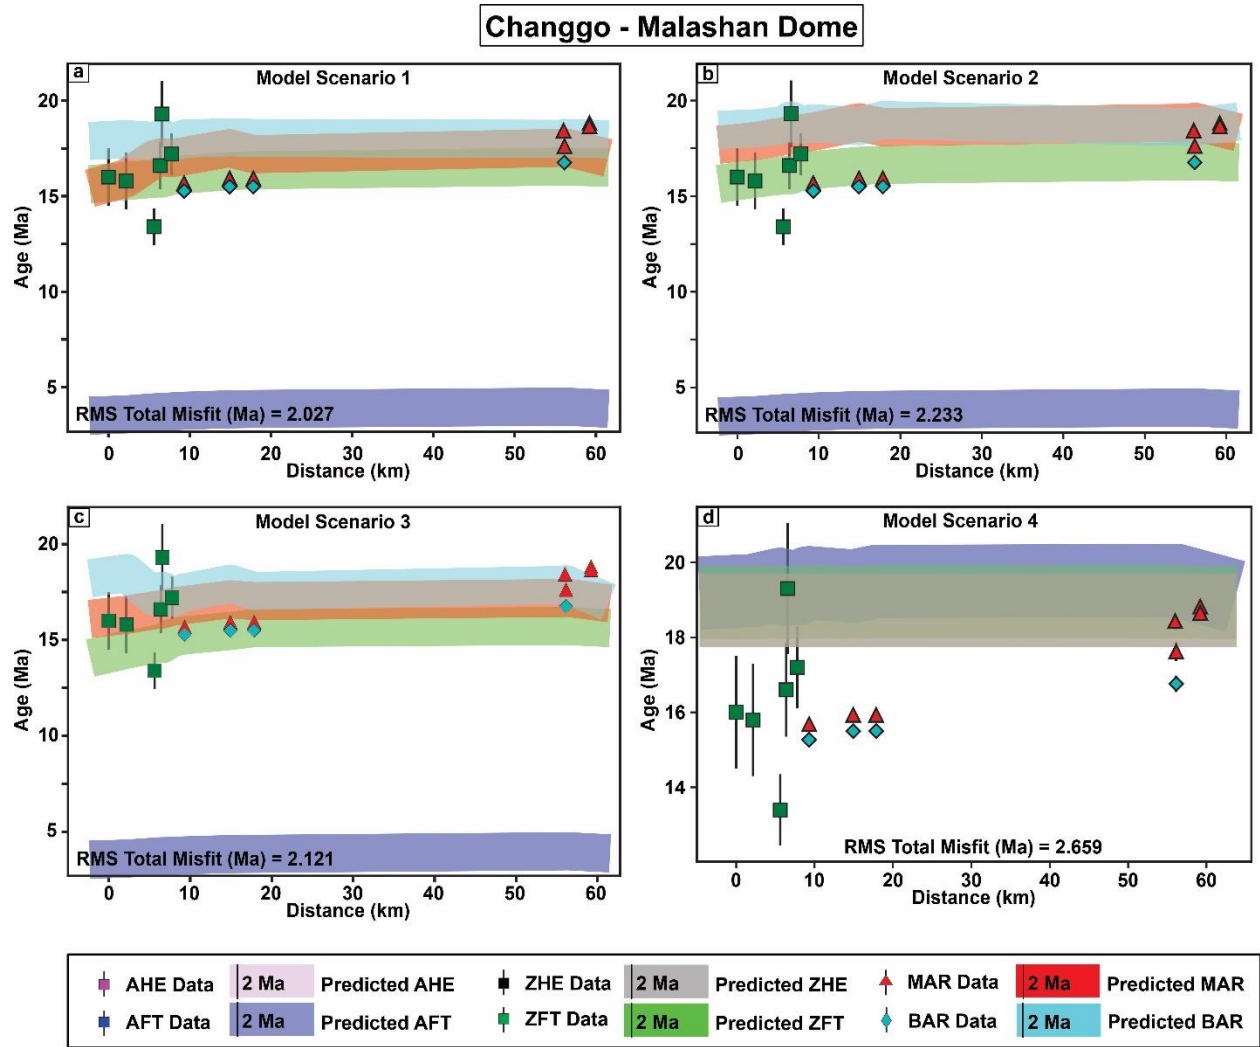 Changgo - Malashan Dome
a
Model Scenario 1
20
15
10
5
Age (Ma)
RMS Total Misfit (Ma) = 2.027
0 10 20 30 40 50 60
Distance (km)
b
Model Scenario 2
20
15
10
5
Age (Ma)
RMS Total Misfit (Ma) = 2.233
0 10 20 30 40 50 60
Distance (km)
c
Model Scenario 3
20
15
10
5
Age (Ma)
RMS Total Misfit (Ma) = 2.121
0 10 20 30 40 50 60
Distance (km)
d
Model Scenario 4
20
18
16
14
Age (Ma)
RMS Total Misfit (Ma) = 2.659
0 10 20 30 40 50 60
Distance (km)
AHE Data 2 Ma Predicted AHE ZHE Data 2 Ma Predicted ZHE MAR Data 2 Ma Predicted MAR
AFT Data 2 Ma Predicted AFT ZFT Data 2 Ma Predicted ZFT BAR Data 2 Ma Predicted BAR